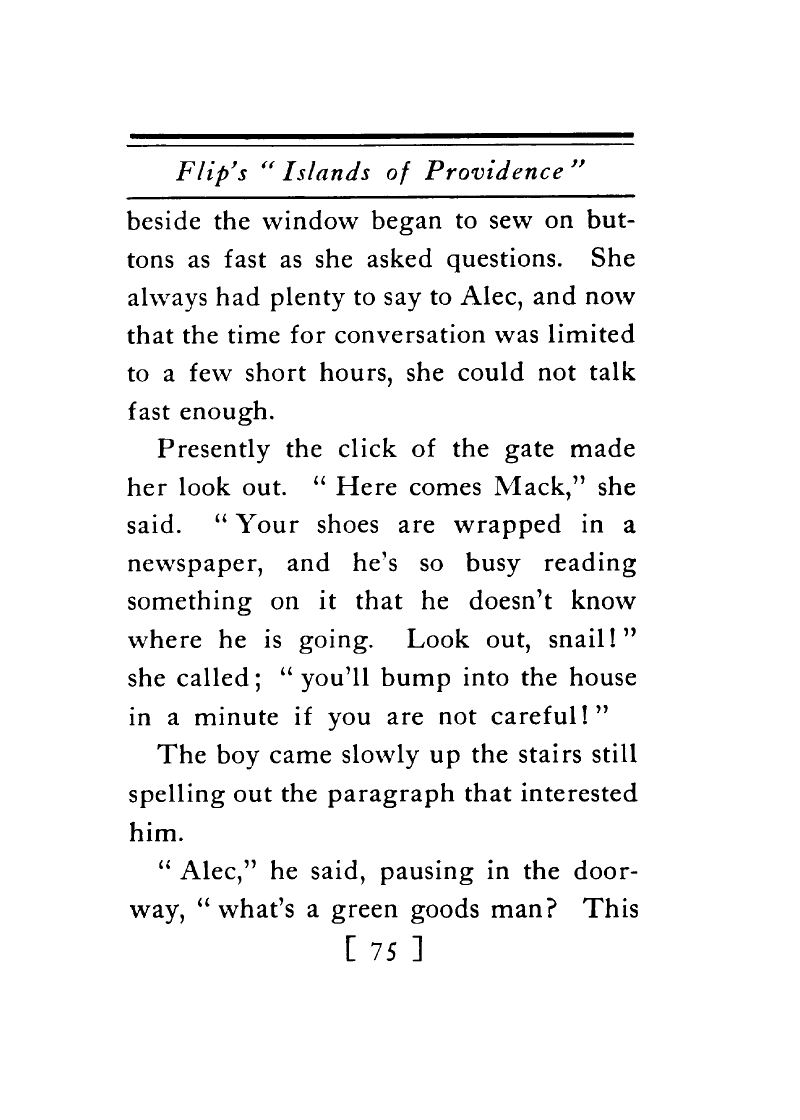 Flip's “Islands of Providence”
beside the window began to sew on but-
tons as fast as she asked questions. She
always had plenty to say to Alec, and now
that the time for conversation was limited
to a few short hours, she could not talk
fast enough.
Presently the click of the gate made
her look out. “Here comes Mack,” she
said. “Your shoes are wrapped in a
newspaper, and he's so busy reading
something on it that he doesn't know
where he is going. Look out, snail!”
she called; “you'll bump into the house
in a minute if you are not careful!”
The boy came slowly up the stairs still
spelling out the paragraph that interested
him.
“Alec,” he said, pausing in the door-
way, “what's a green goods man? This
[ 75 ]